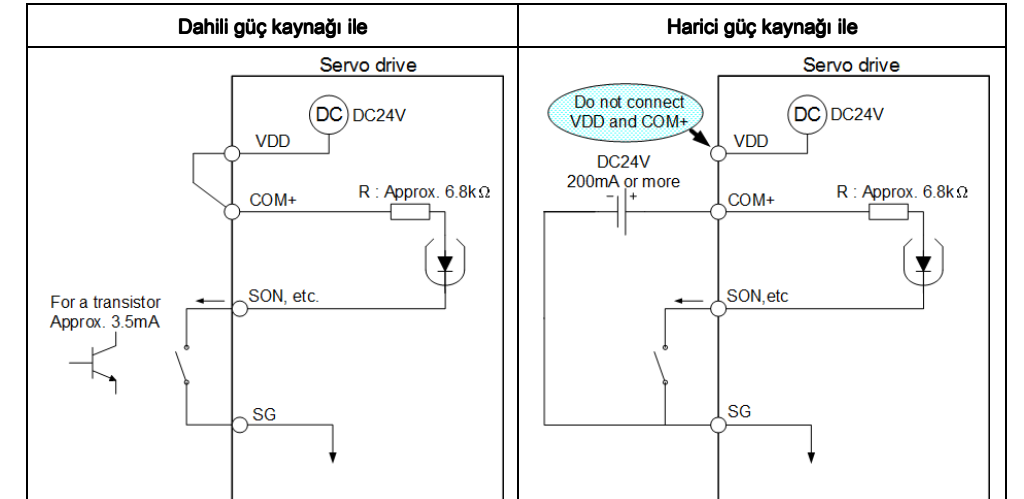 Dahili güç kaynağı ile
Servo drive
DC
DC24V
VDD
COM+
R : Approx. 6.8kΩ
SON, etc.
For a transistor
Approx. 3.5mA
SG
Harici güç kaynağı ile
Servo drive
Do not connect
VDD and COM+
DC
DC24V
VDD
DC24V
200mA or more
− +
COM+
R : Approx. 6.8kΩ
SON,etc
SG